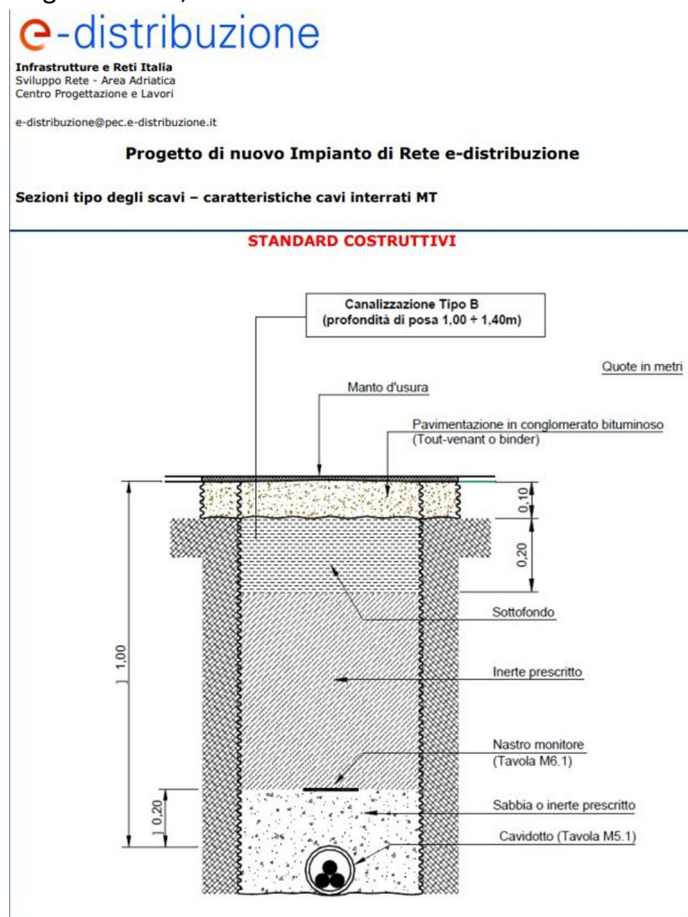 e-distribuzione
Infrastrutture e Reti Italia
Sviluppo Rete - Area Adriatica
Centro Progettazione e Lavori
e-distribuzione@pec.e-distribuzione.it
Progetto di nuovo Impianto di Rete e-distribuzione
Sezioni tipo degli scavi – caratteristiche cavi interrati MT
STANDARD COSTRUTTIVI
Canalizzazione Tipo B
(profondità di posa 1,00 ÷ 1,40m)
Quote in metri
Manto d'usura
Pavimentazione in conglomerato bituminoso
(Tout-venant o binder)
0,10
0,20
Sottofondo
] 1,00
Inerte prescritto
Nastro monitore
(Tavola M6.1)
] 0,20
Sabbia o inerte prescritto
Cavidotto (Tavola M5.1)